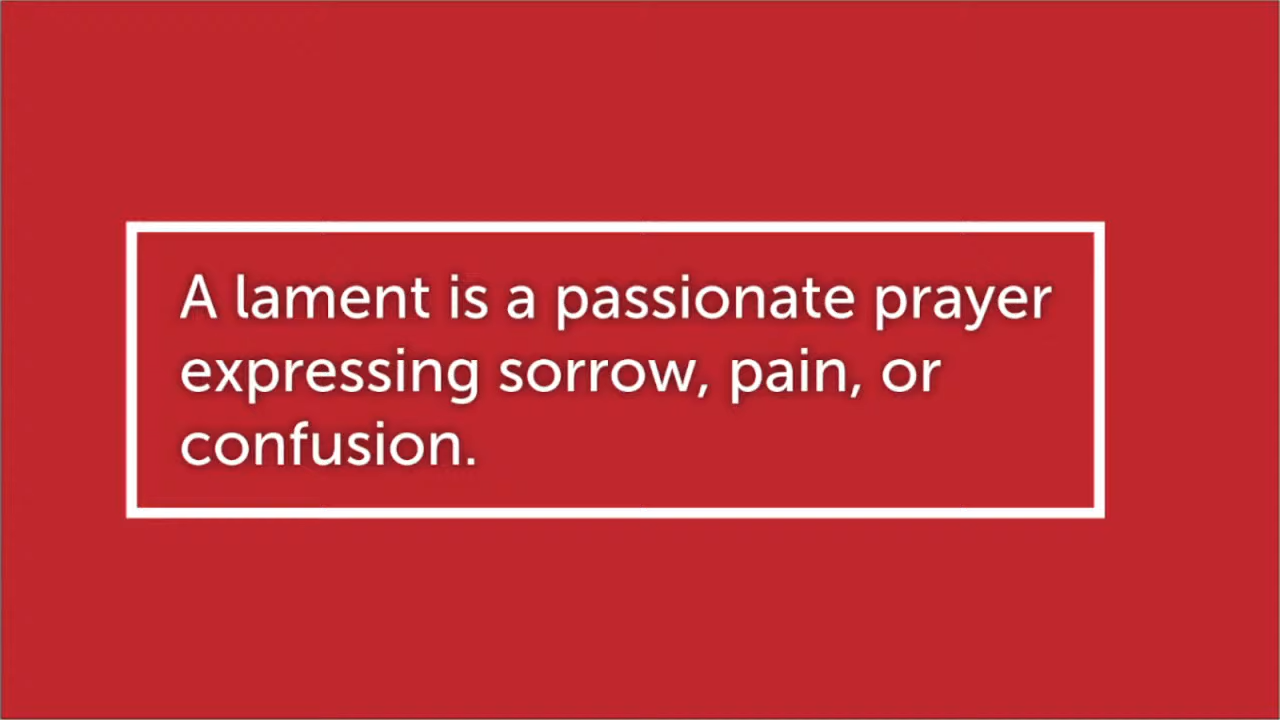 A lament is a passionate prayer
expressing sorrow, pain, or
confusion.